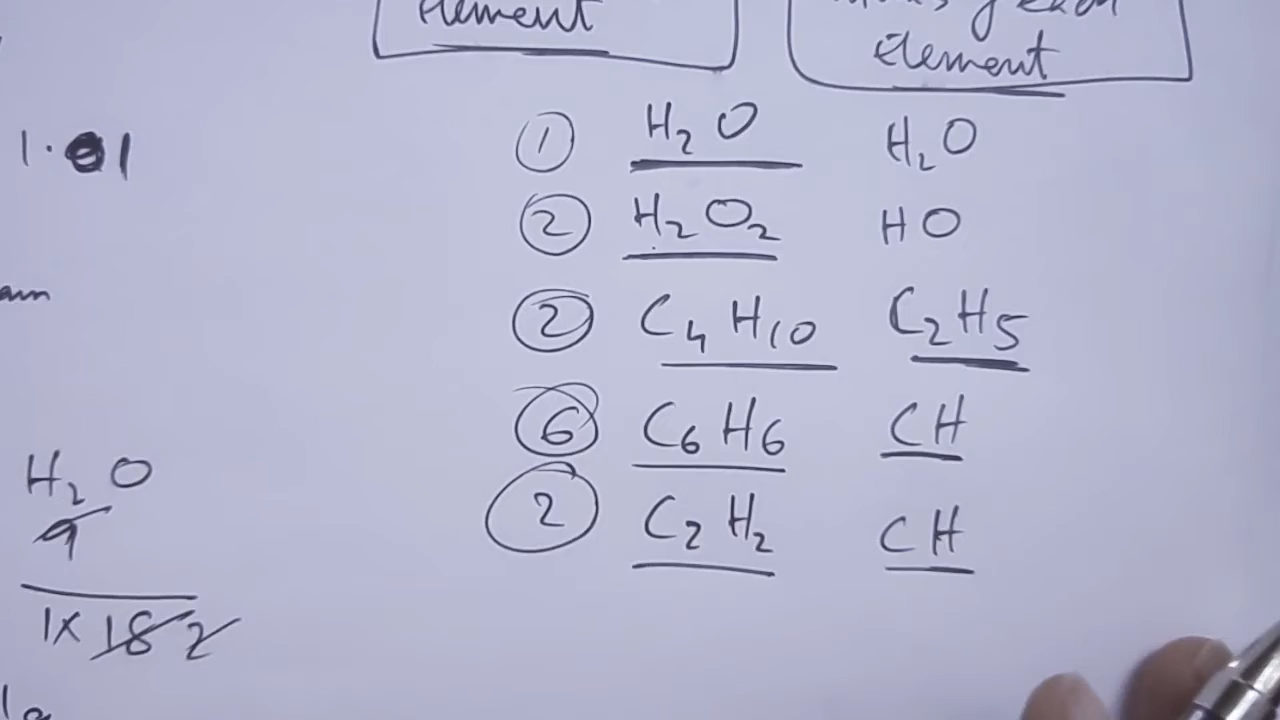 element
element
1.01
① H₂O H₂O
② H₂O₂ HO
② C₄H₁₀ C₂H₅
⑥ C₆H₆ CH
② C₂H₂ CH
H₂O
9
1×18 2